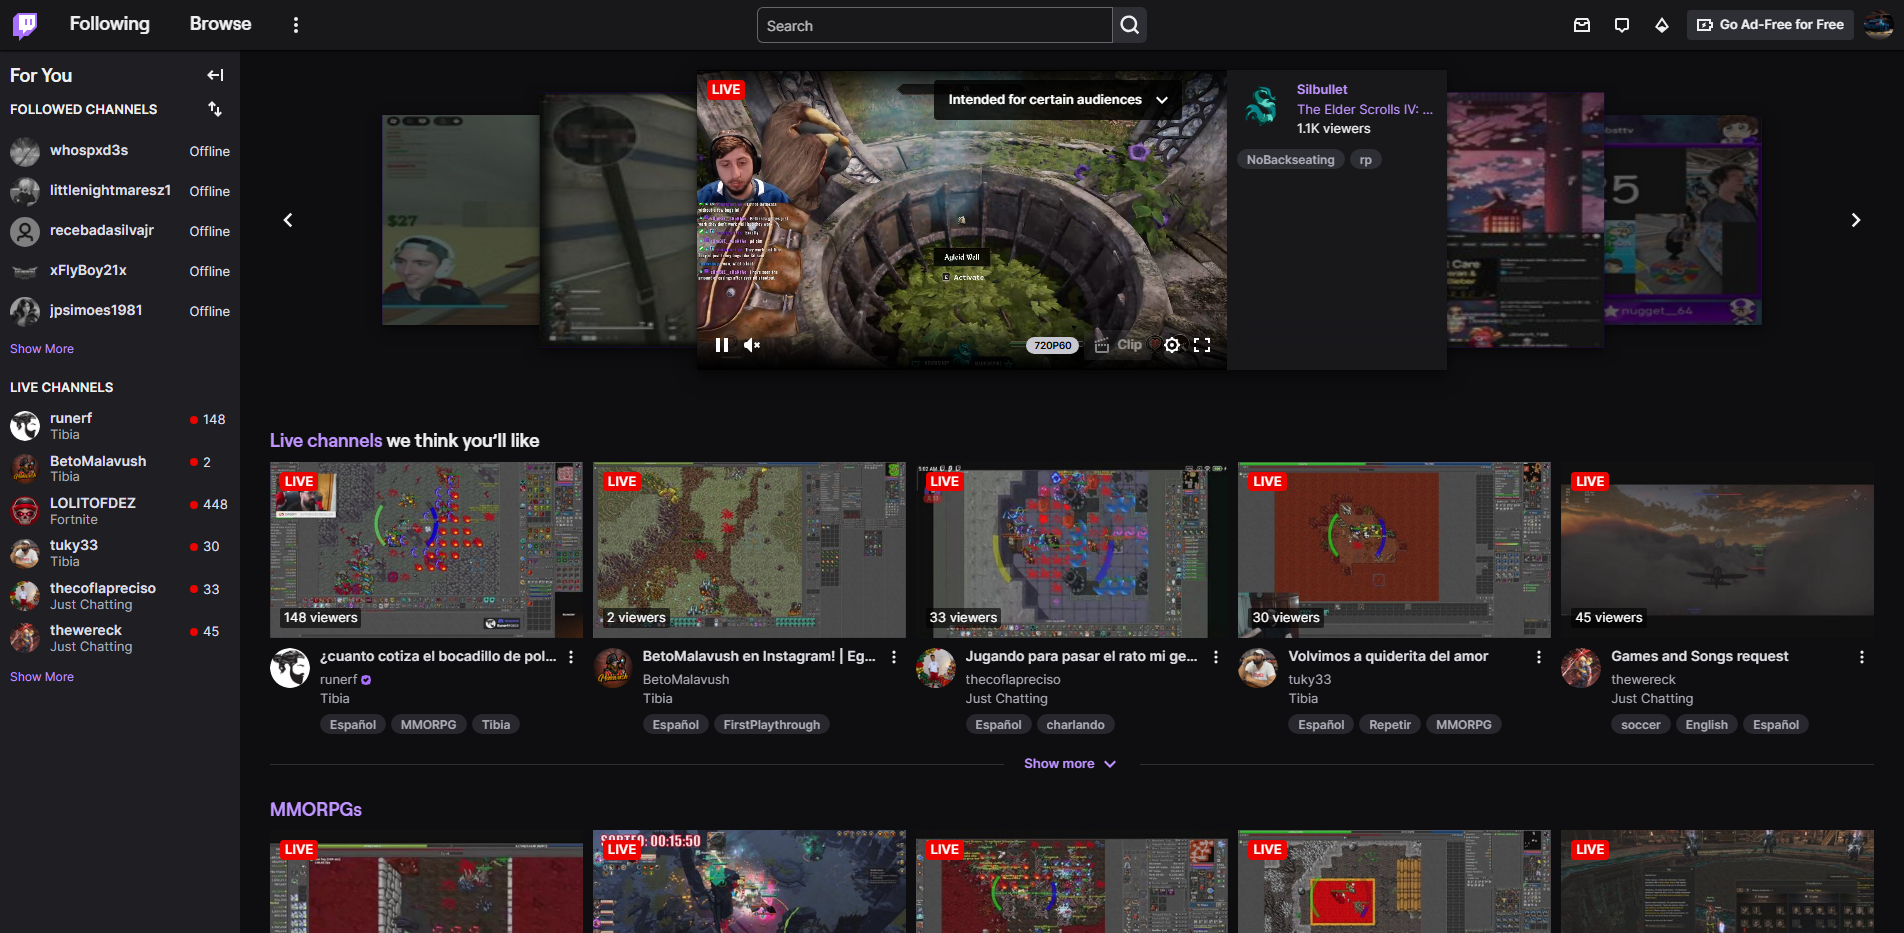 Following
Browse
Search
Go Ad-Free for Free
For You
FOLLOWED CHANNELS
whospxd3s Offline
littlenightmaresz1 Offline
recebadasilvajr Offline
xFlyBoy21x Offline
jpsimoes1981 Offline
Show More
LIVE CHANNELS
runerf 148
Tibia
BetoMalavush 2
Tibia
LOLITOFDEZ 448
Fortnite
tuky33 30
Tibia
thecoflapreciso 33
Just Chatting
thewereck 45
Just Chatting
Show More
$27
LIVE
Intended for certain audiences
Ayleid Well
Activate
720P60
Clip
Silbullet
The Elder Scrolls IV: ...
1.1K viewers
NoBackseating rp
nugget__64
Live channels we think you'll like
LIVE
148 viewers
¿cuanto cotiza el bocadillo de pol...
runerf
Tibia
Español MMORPG Tibia
LIVE
2 viewers
BetoMalavush en Instagram! | Eg...
BetoMalavush
Tibia
Español FirstPlaythrough
LIVE
33 viewers
Jugando para pasar el rato mi ge...
thecoflapreciso
Just Chatting
Español charlando
LIVE
30 viewers
Volvimos a quiderita del amor
tuky33
Tibia
Español Repetir MMORPG
LIVE
45 viewers
Games and Songs request
thewereck
Just Chatting
soccer English Español
Show more
MMORPGs
LIVE
LIVE
00:15:50
LIVE
LIVE
LIVE